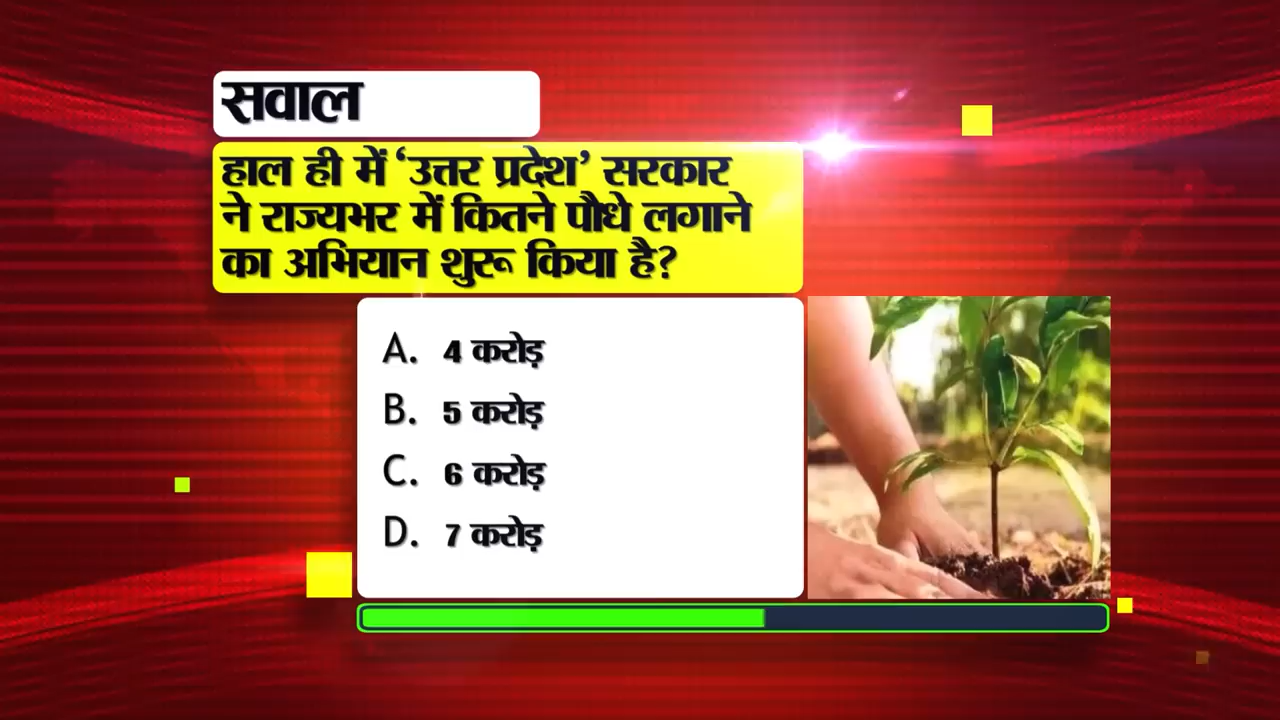 सवाल
हाल ही में ‘उत्तर प्रदेश’ सरकार
ने राज्यभर में कितने पौधे लगाने
का अभियान शुरू किया है?
A. 4 करोड़
B. 5 करोड़
C. 6 करोड़
D. 7 करोड़